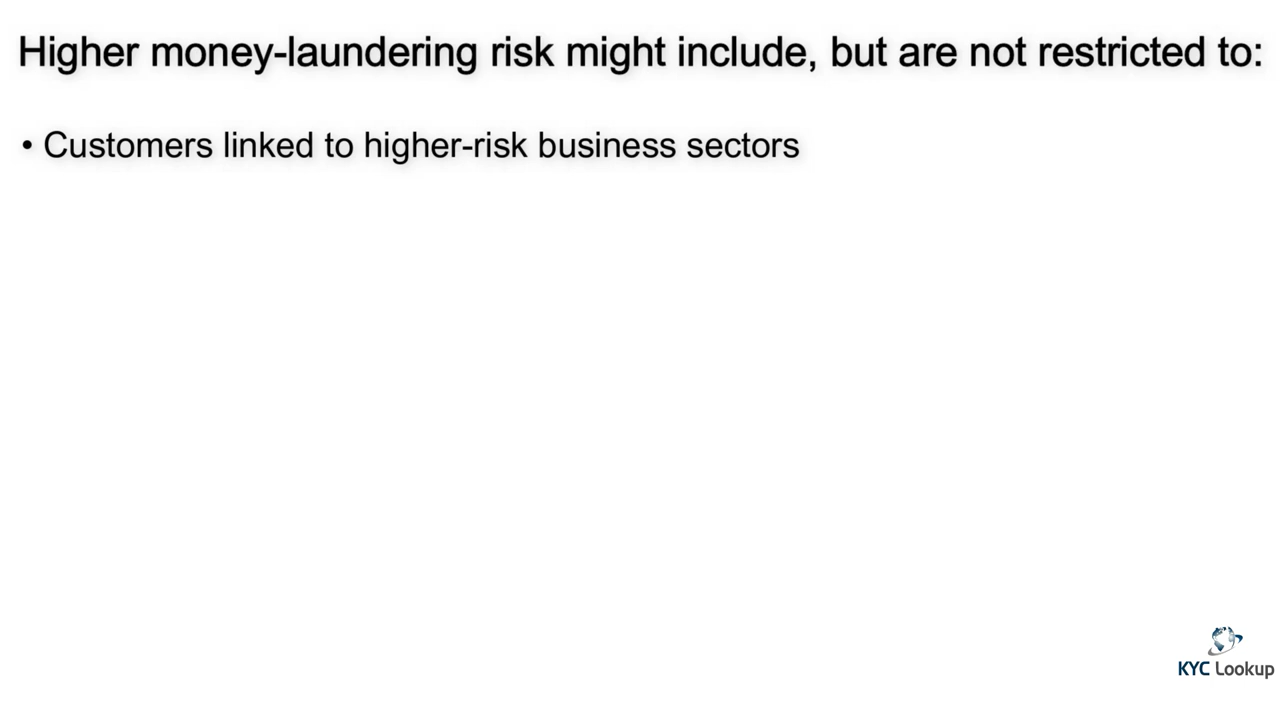 Higher money-laundering risk might include, but are not restricted to:
• Customers linked to higher-risk business sectors
KYC Lookup